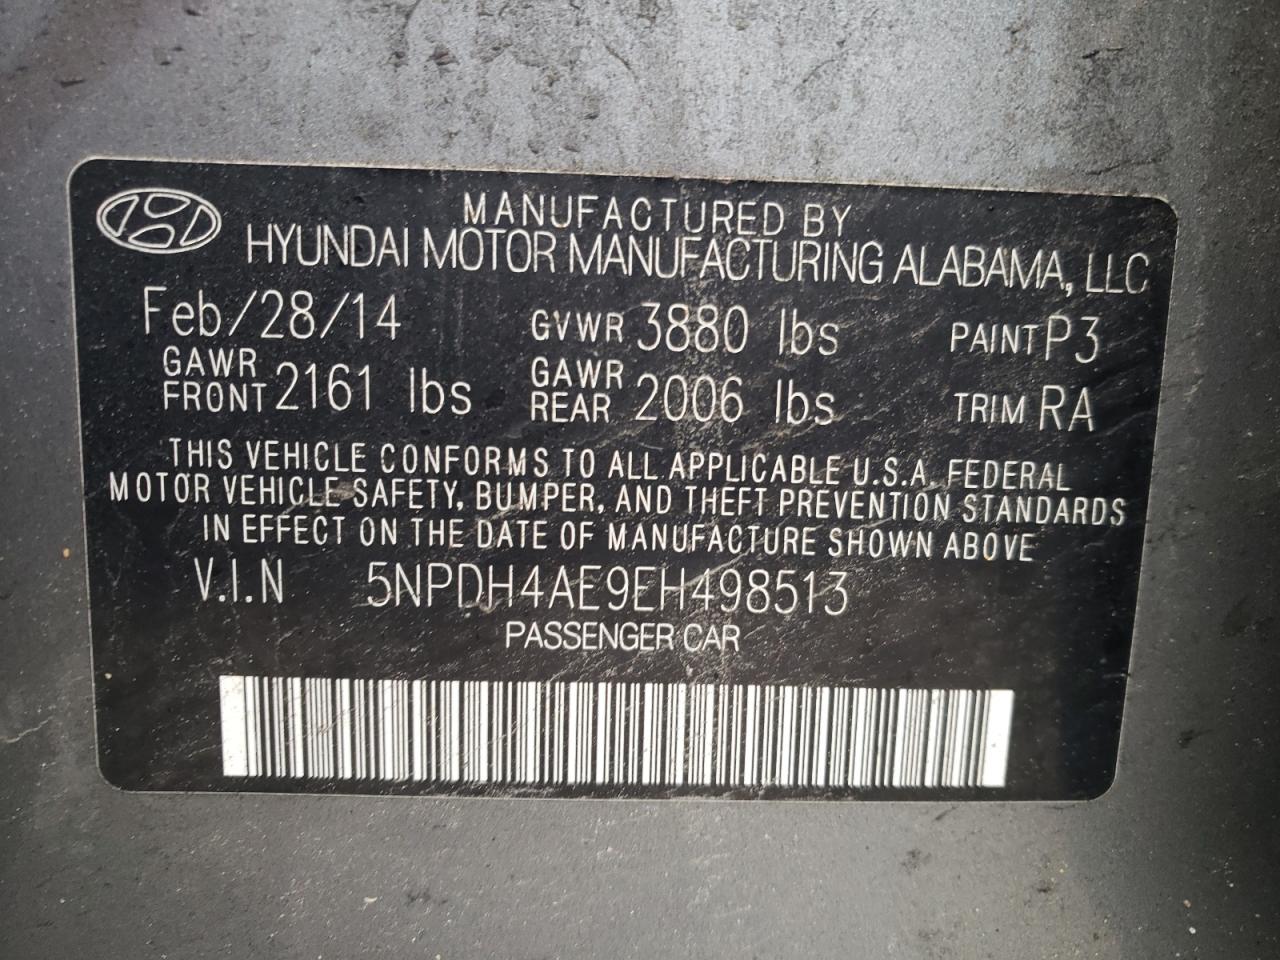 MANUFACTURED BY
HYUNDAI MOTOR MANUFACTURING ALABAMA, LLC
Feb/28/14 GVWR 3880 lbs PAINT P3
GAWR FRONT 2161 lbs GAWR REAR 2006 lbs TRIM RA
THIS VEHICLE CONFORMS TO ALL APPLICABLE U.S.A. FEDERAL
MOTOR VEHICLE SAFETY, BUMPER, AND THEFT PREVENTION STANDARDS
IN EFFECT ON THE DATE OF MANUFACTURE SHOWN ABOVE
V.I.N 5NPDH4AE9EH498513
PASSENGER CAR